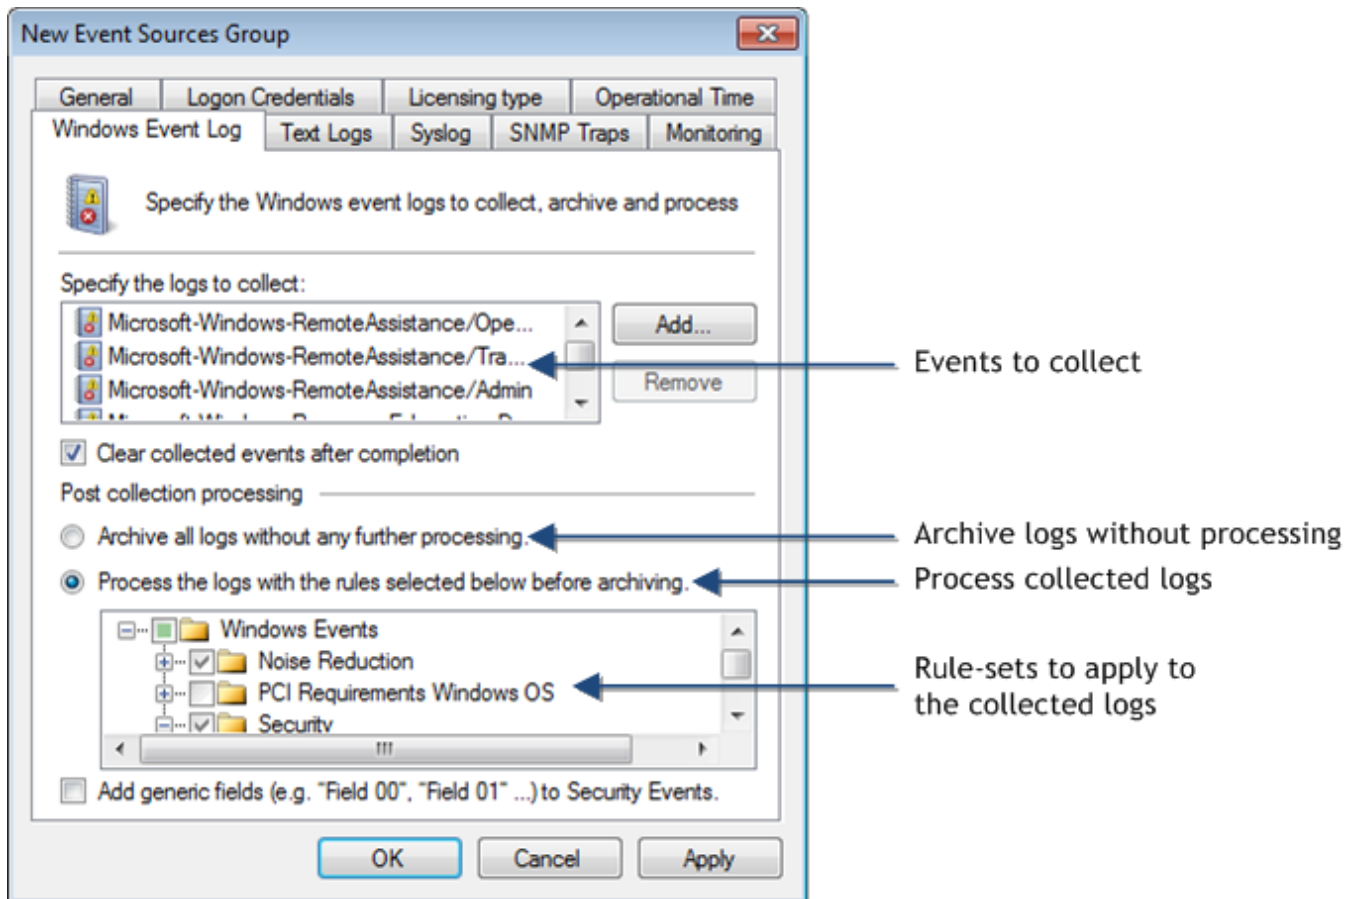 New Event Sources Group
General Logon Credentials Licensing type Operational Time
Windows Event Log Text Logs Syslog SNMP Traps Monitoring
Specify the Windows event logs to collect, archive and process
Specify the logs to collect:
Microsoft-Windows-RemoteAssistance/Ope...
Add...
Microsoft-Windows-RemoteAssistance/Tra...
Events to collect
Microsoft-Windows-RemoteAssistance/Admin
Remove
Clear collected events after completion
Post collection processing
Archive all logs without any further processing.
Archive logs without processing
Process the logs with the rules selected below before archiving.
Process collected logs
Windows Events
Noise Reduction
PCI Requirements Windows OS
Security
Rule-sets to apply to
the collected logs
Add generic fields (e.g. "Field 00", "Field 01" ...) to Security Events.
OK Cancel Apply